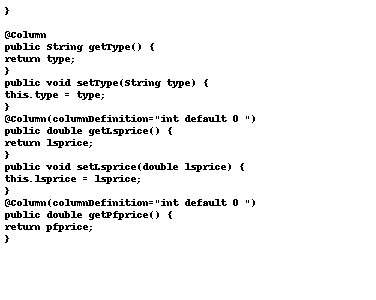 }

@Column
public String getType() {
return type;
}
public void setType(String type) {
this.type = type;
}
@Column(columnDefinition="int default 0 ")
public double getLsprice() {
return lsprice;
}
public void setLsprice(double lsprice) {
this.lsprice = lsprice;
}
@Column(columnDefinition="int default 0 ")
public double getPfprice() {
return pfprice;
}